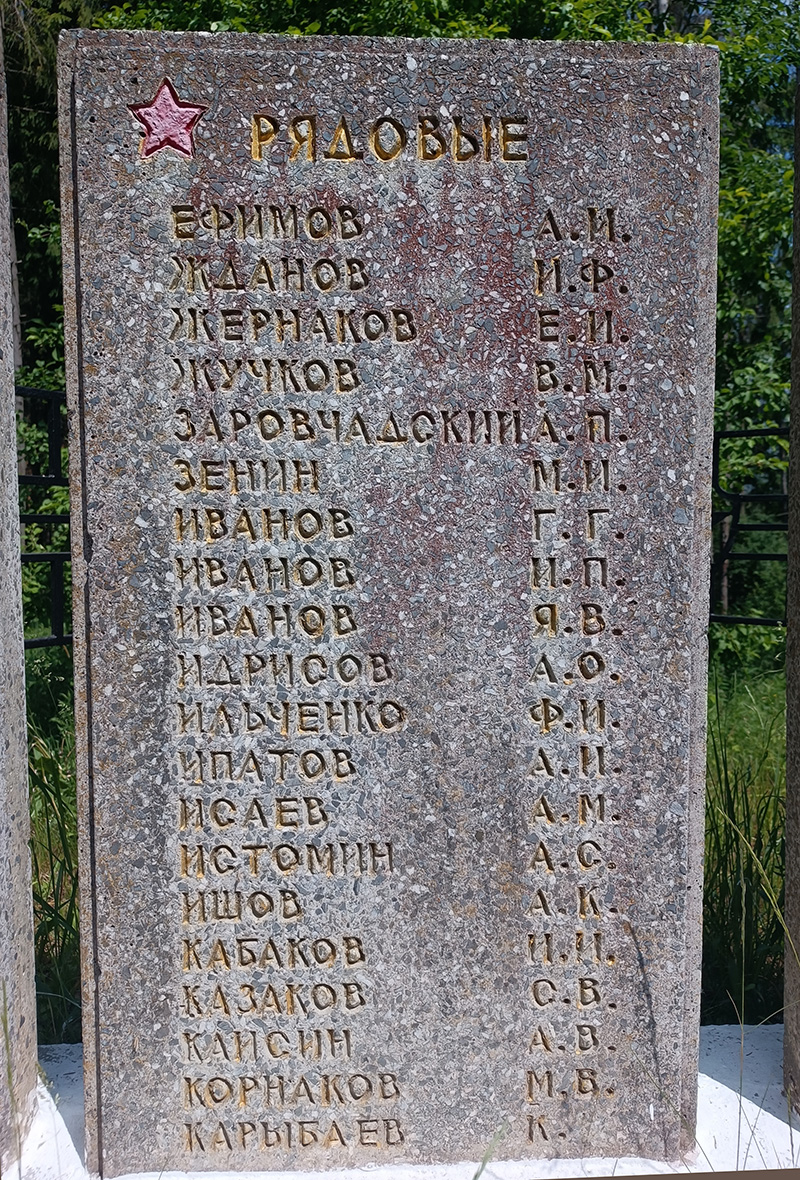 РЯДОВЫЕ
ЕФИМОВ А.И.
ЖДАНОВ И.Ф.
ЖЕРНАКОВ Е.И.
ЖУЧКОВ В.М.
ЗАРОВЧАДСКИЙ А.П.
ЗЕНИН М.И.
ИВАНОВ Г.Г.
ИВАНОВ И.П.
ИВАНОВ Я.В.
ИДРИСОВ А.О.
ИЛЬЧЕНКО Ф.И.
ИПАТОВ А.И.
ИСАЕВ А.М.
ИСТОМИН А.С.
ИШОВ А.К.
КАБАКОВ И.И.
КАЗАКОВ С.В.
КАИСИН А.В.
КОРНАКОВ М.В.
КАРЫБАЕВ К.